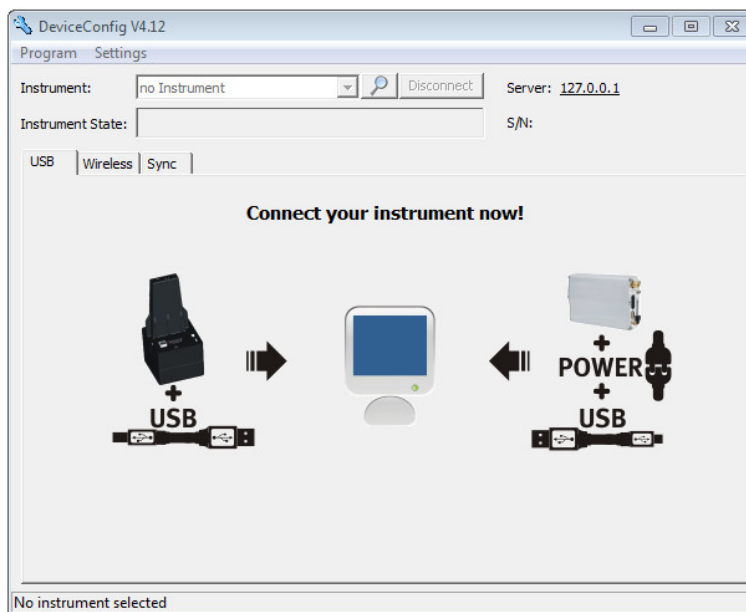 DeviceConfig V4.12
Program Settings
Instrument: no Instrument Disconnect Server: 127.0.0.1
Instrument State: S/N:
USB Wireless Sync
Connect your instrument now!
+
USB
+
POWER
+
USB
No instrument selected